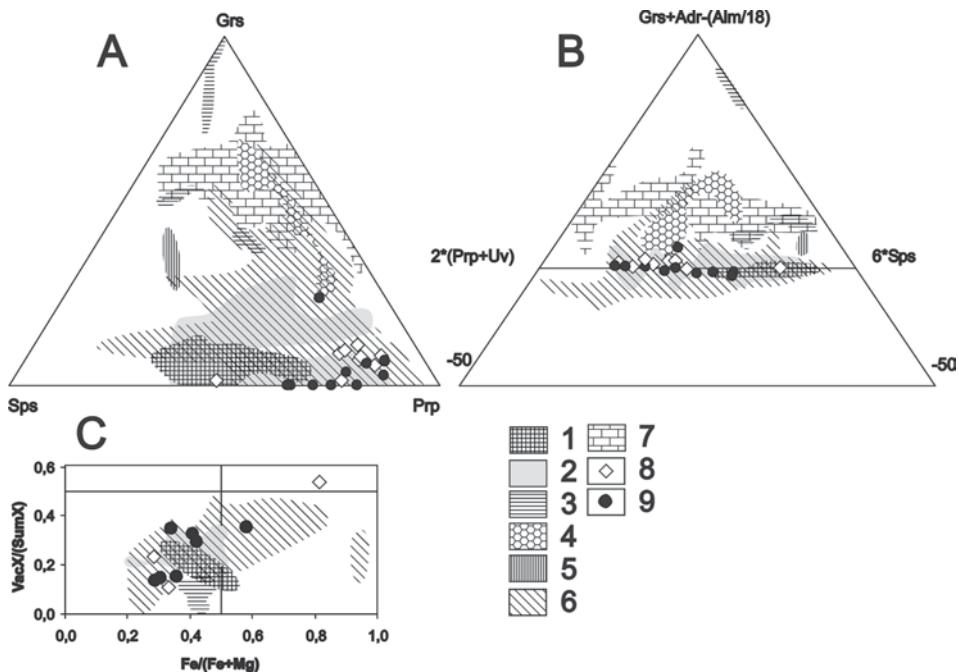 Grs
A
Sps
Prp
Grs+Adr-(Alm/18)
B
2*(Prp+Uv)
6*Sps
-50
-50
C
VacX/(SumX)
0,6
0,4
0,2
0,0
0,0 0,2 0,4 0,6 0,8 1,0
Fe/(Fe+Mg)
1
2
3
4
5
6
7
8
9